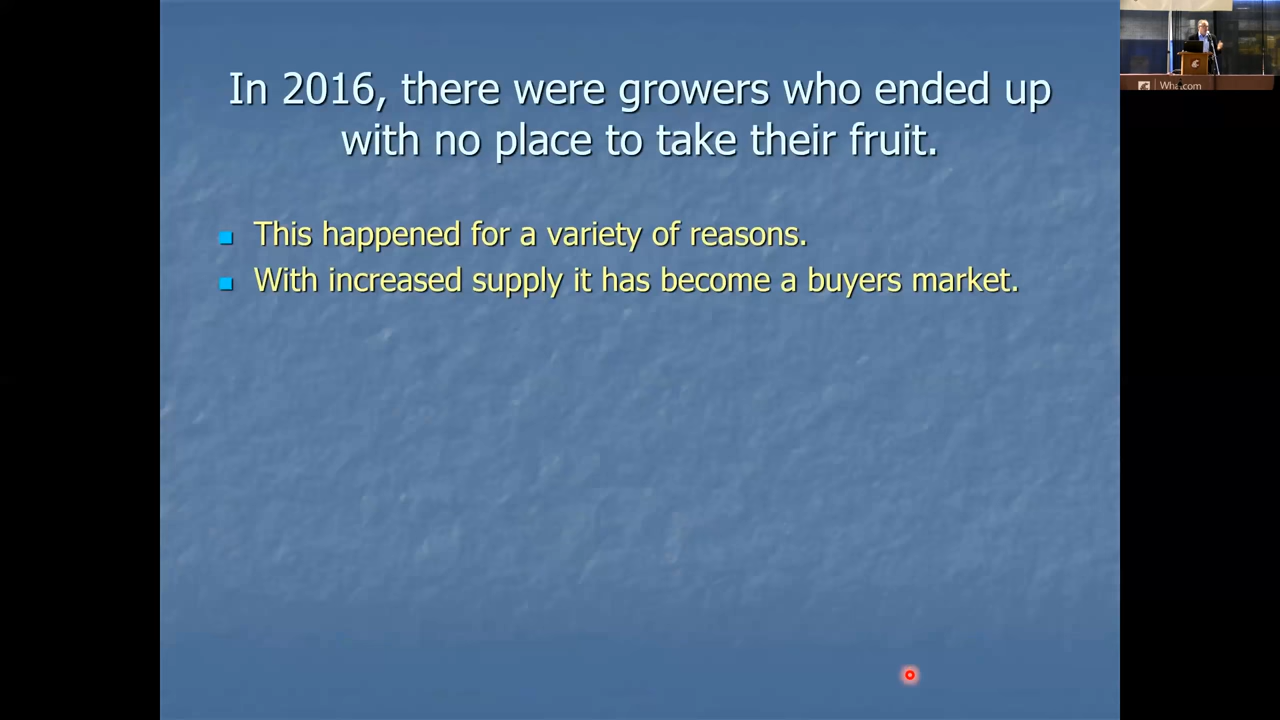 In 2016, there were growers who ended up
with no place to take their fruit.
This happened for a variety of reasons.
With increased supply it has become a buyers market.